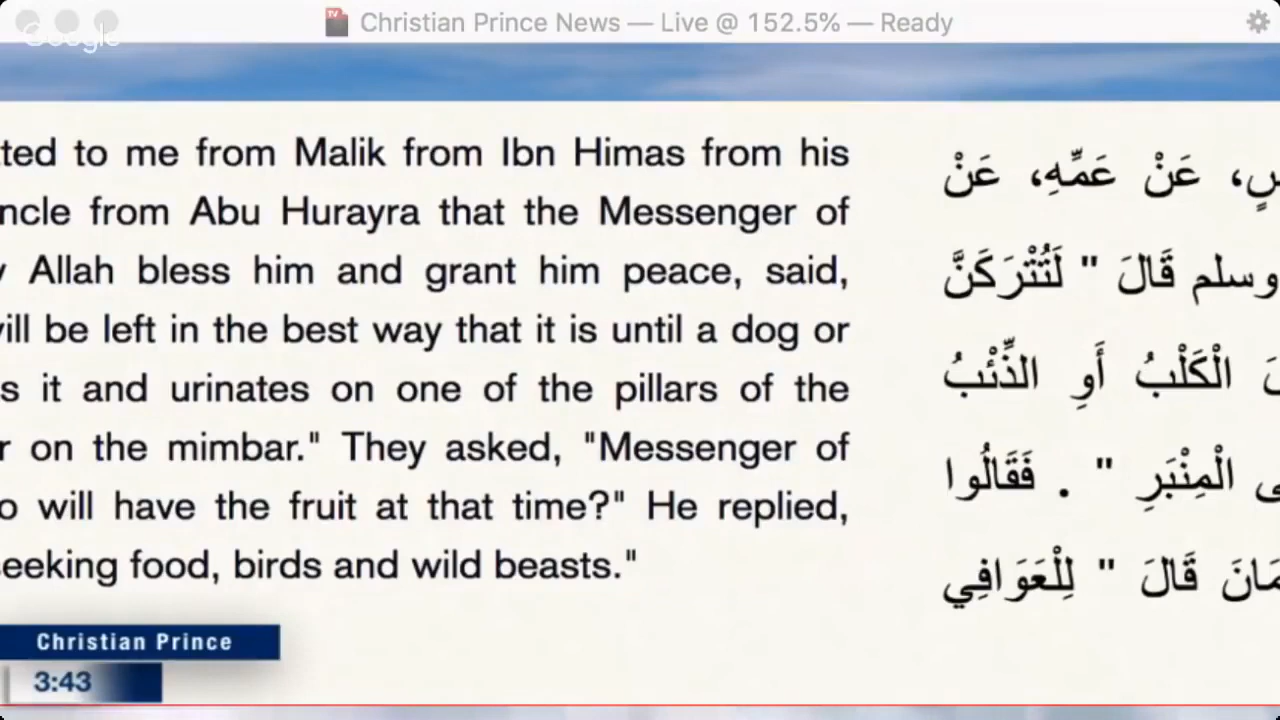 Google
Christian Prince News — Live @ 152.5% — Ready
ted to me from Malik from Ibn Himas from his
ncle from Abu Hurayra that the Messenger of
y Allah bless him and grant him peace, said,
vill be left in the best way that it is until a dog or
s it and urinates on one of the pillars of the
r on the mimbar." They asked, "Messenger of
o will have the fruit at that time?" He replied,
seeking food, birds and wild beasts."
سٍ، عَنْ عَمِّهِ، عَنْ
وسلم قَالَ " لَتُتْرَكَنَّ
الْكَلْبُ أَوِ الذِّئْبُ
ى الْمِنْبَرِ " . فَقَالُوا
مَانَ قَالَ " لِلْعَوَافِي
Christian Prince
3:43